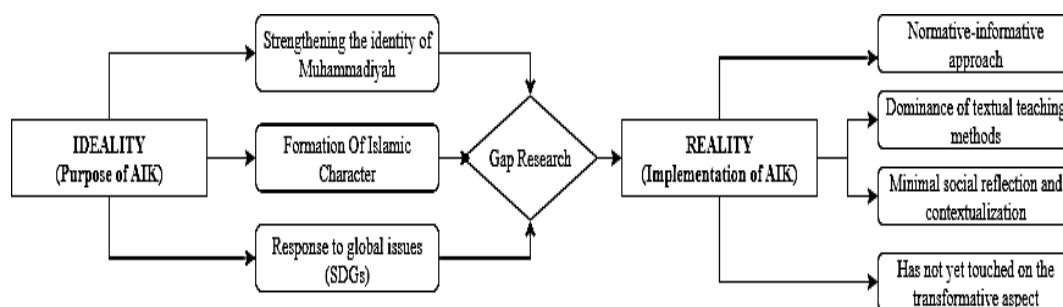 IDEALITY
(Purpose of AIK)
Strengthening the identity of
Muhammadiyah
Formation Of Islamic
Character
Response to global issues
(SDGs)
Gap Research
REALITY
(Implementation of AIK)
Normative-informative
approach
Dominance of textual teaching
methods
Minimal social reflection and
contextualization
Has not yet touched on the
transformative aspect